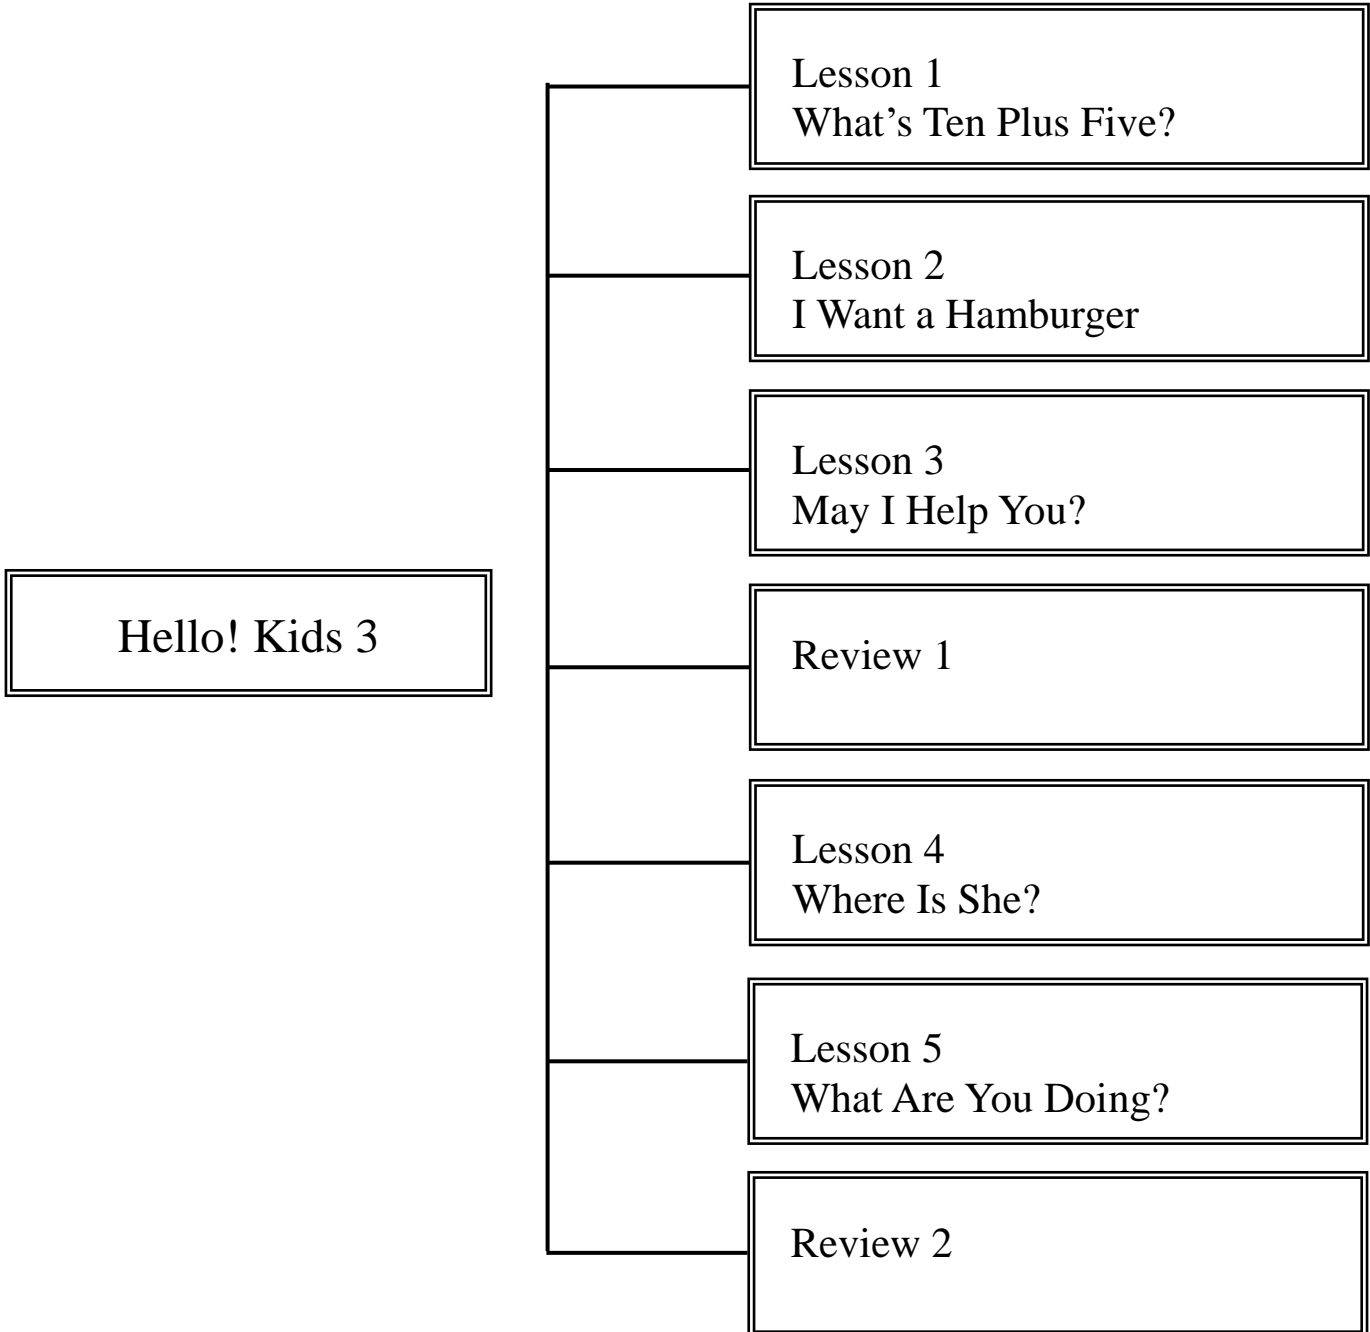 Hello! Kids 3
Lesson 1
What’s Ten Plus Five?
Lesson 2
I Want a Hamburger
Lesson 3
May I Help You?
Review 1
Lesson 4
Where Is She?
Lesson 5
What Are You Doing?
Review 2